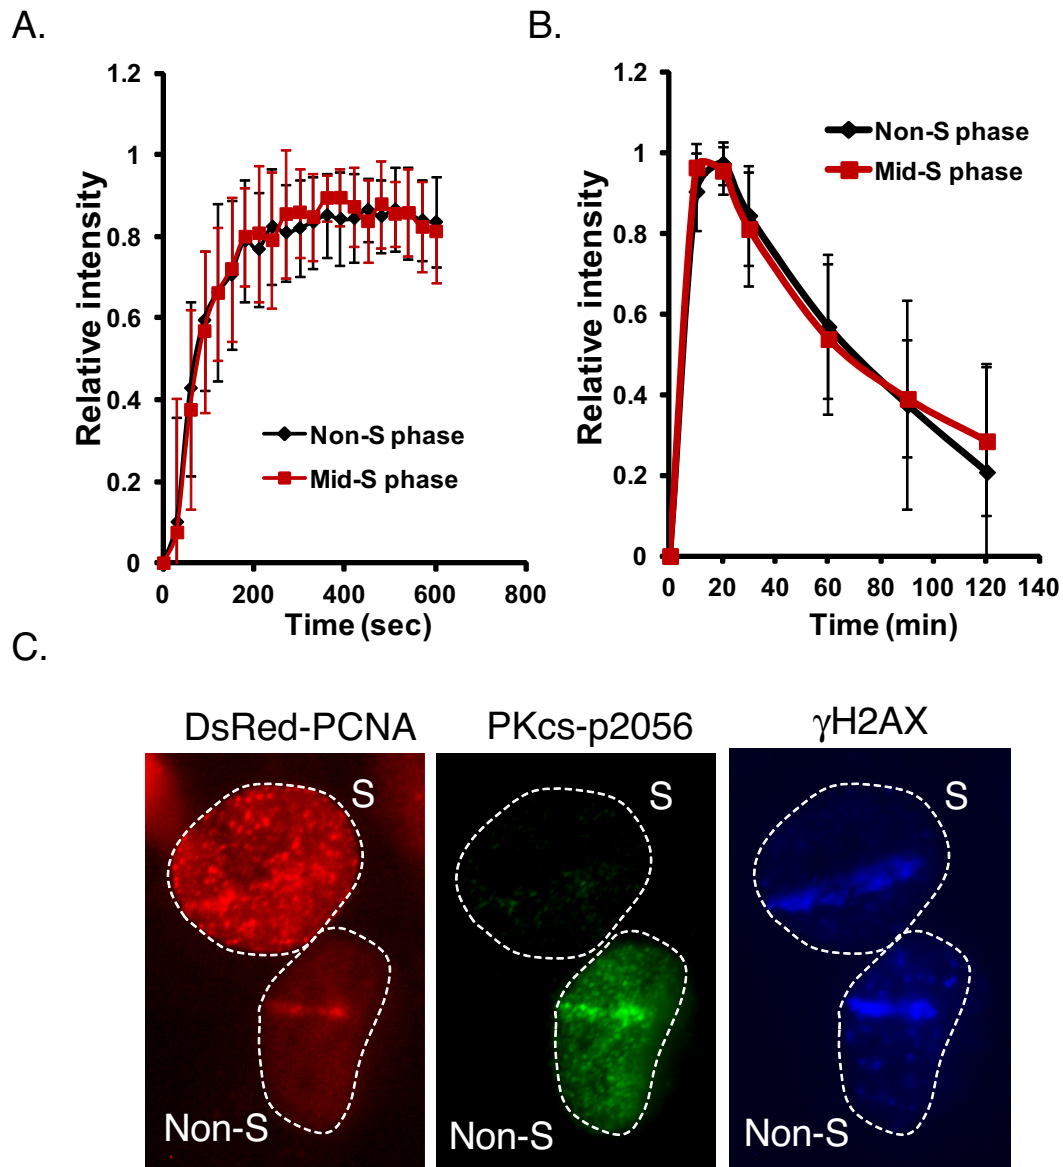 A.
B.
1.2
1
0.8
0.6
0.4
0.2
0
Relative intensity
Non-S phase
Mid-S phase
0 200 400 600 800
Time (sec)
1.2
1
0.8
0.6
0.4
0.2
0
Relative intensity
Non-S phase
Mid-S phase
0 20 40 60 80 100 120 140
Time (min)
C.
DsRed-PCNA PKcs-p2056 γH2AX
S S S
Non-S Non-S Non-S